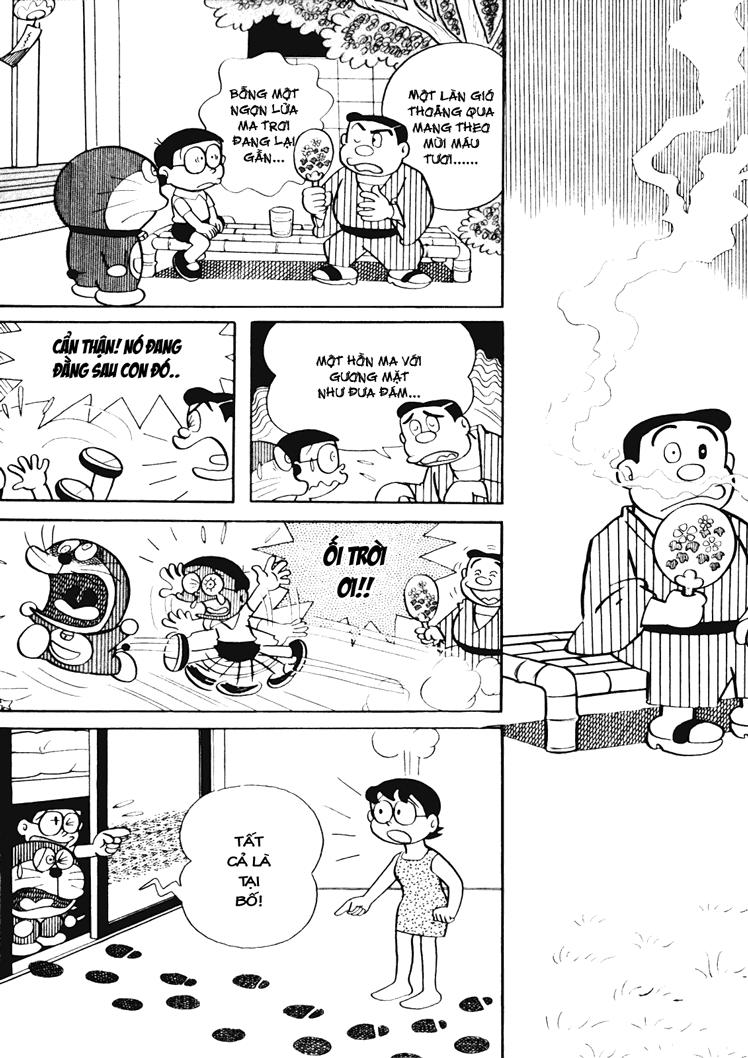 MỘT LÀN GIÓ
THOẢNG QUA
MANG THEO
MÙI MÁU
TƯƠI......
BỖNG MỘT
NGỌN LỬA
MA TRƠI
ĐANG LẠI
GẦN...
MỘT HỒN MA VỚI
GƯƠNG MẶT
NHƯ ĐƯA ĐÁM...
CẨN THẬN! NÓ ĐANG
ĐẰNG SAU CON ĐÓ..
ỐI TRỜI
ƠI!!
TẤT
CẢ LÀ
TẠI
BỐ!